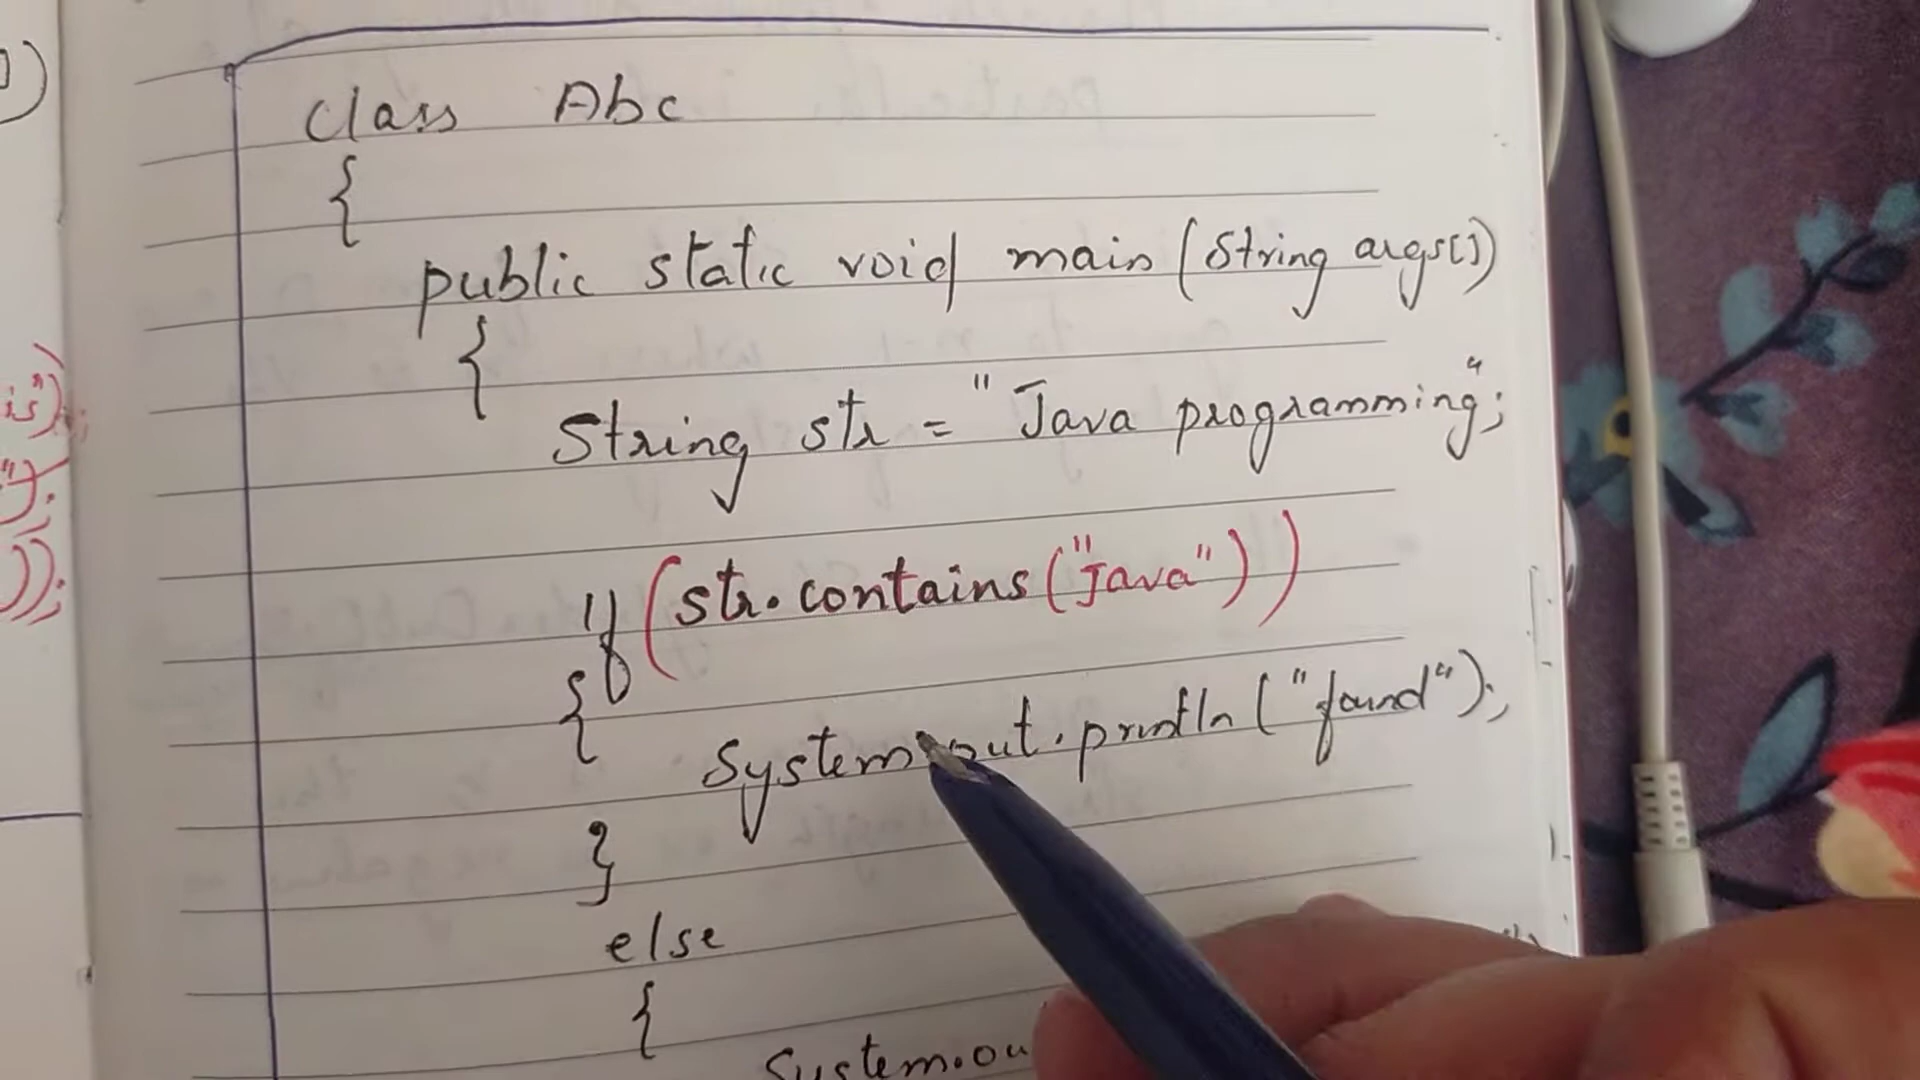 class Abc
{
public static void main (String args[])
{
String str = "Java programming";
if (str.contains("Java"))
{
System.out.println ("found");
}
else
{
System.ou